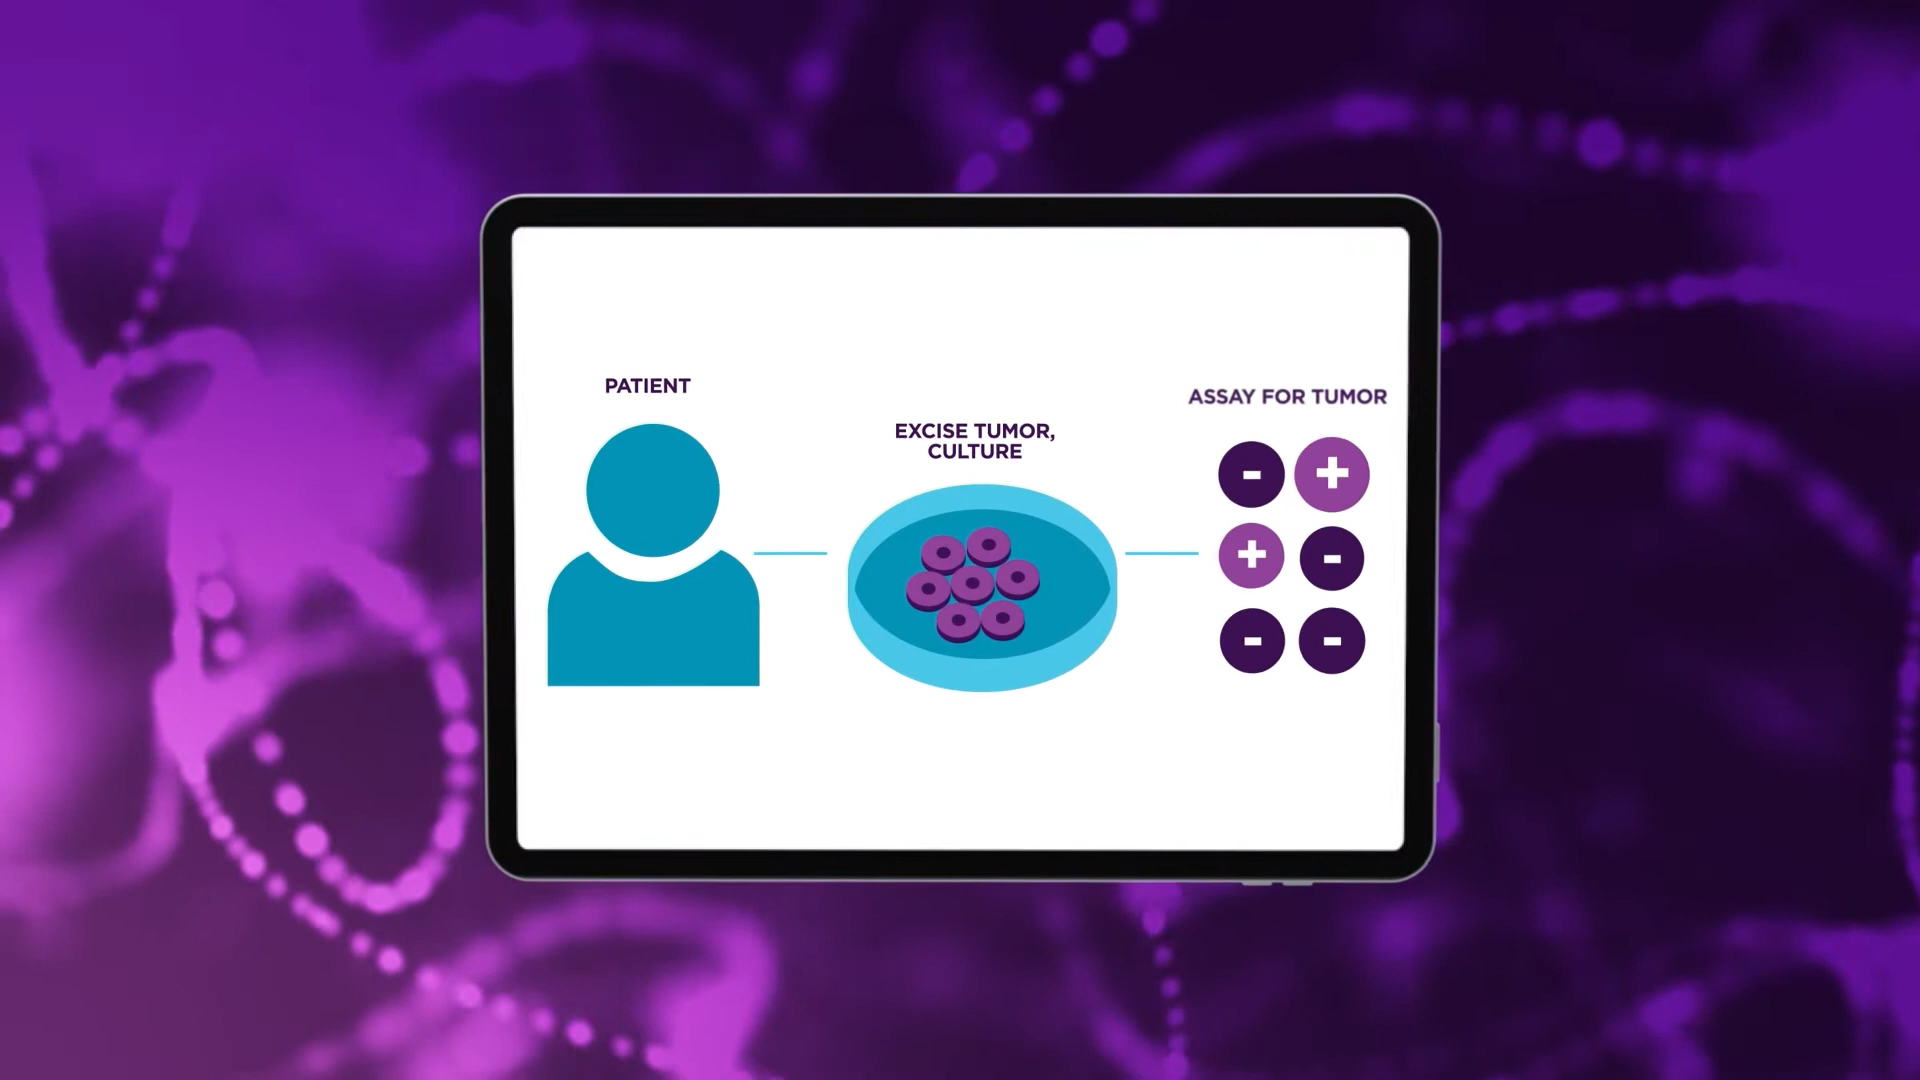 PATIENT
EXCISE TUMOR,
CULTURE
ASSAY FOR TUMOR
- +
+ -
- -